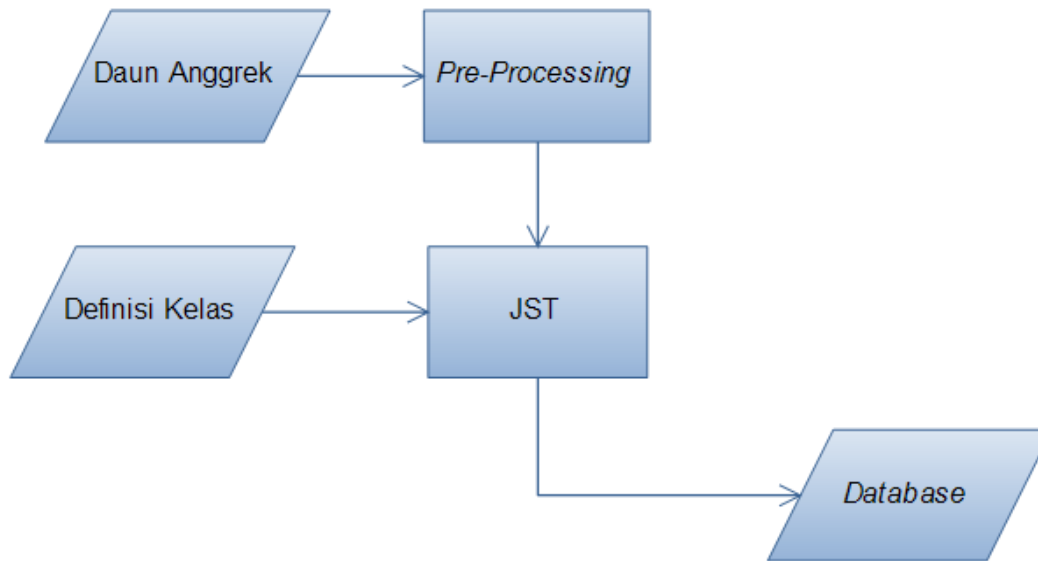 Daun Anggrek
Pre-Processing
Definisi Kelas
JST
Database